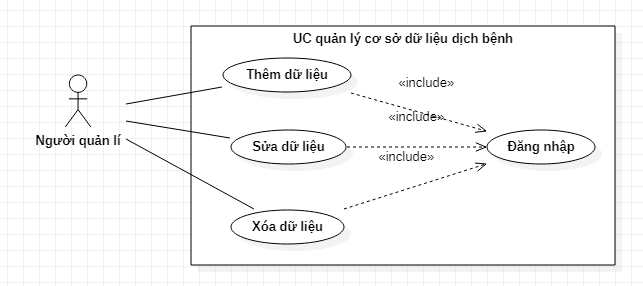 UC quản lý cơ sở dữ liệu dịch bệnh
Thêm dữ liệu
«include»
«include»
Người quản lí
Sửa dữ liệu
«include»
Đăng nhập
Xóa dữ liệu